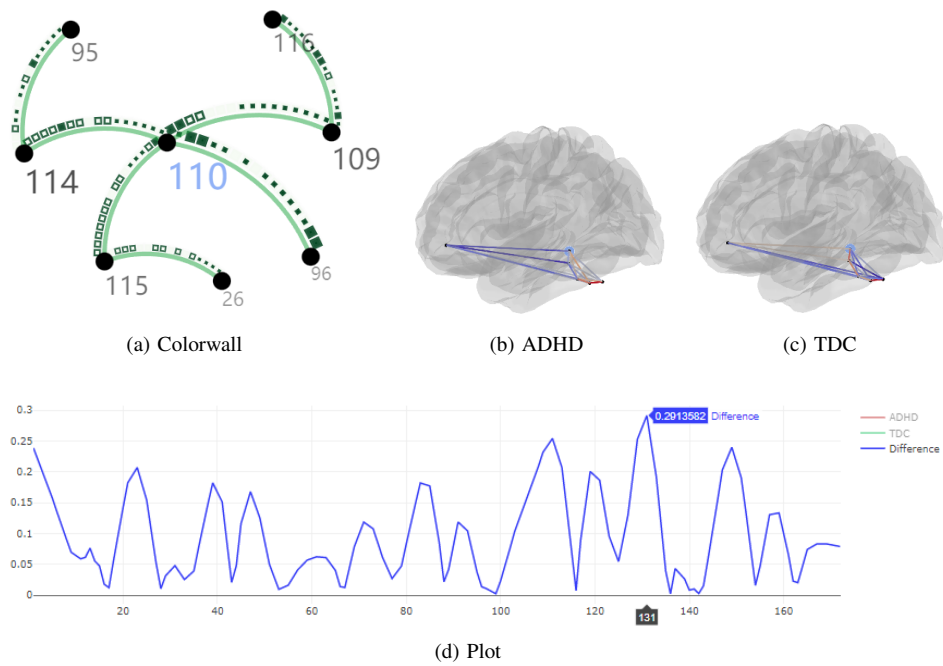 95
116
114
110
109
115
26
96
(a) Colorwall
(b) ADHD
(c) TDC
0.3
0.25
0.2
0.15
0.1
0.05
0
0.2913582 Difference
ADHD
TDC
Difference
20 40 60 80 100 120 140 160
131
(d) Plot